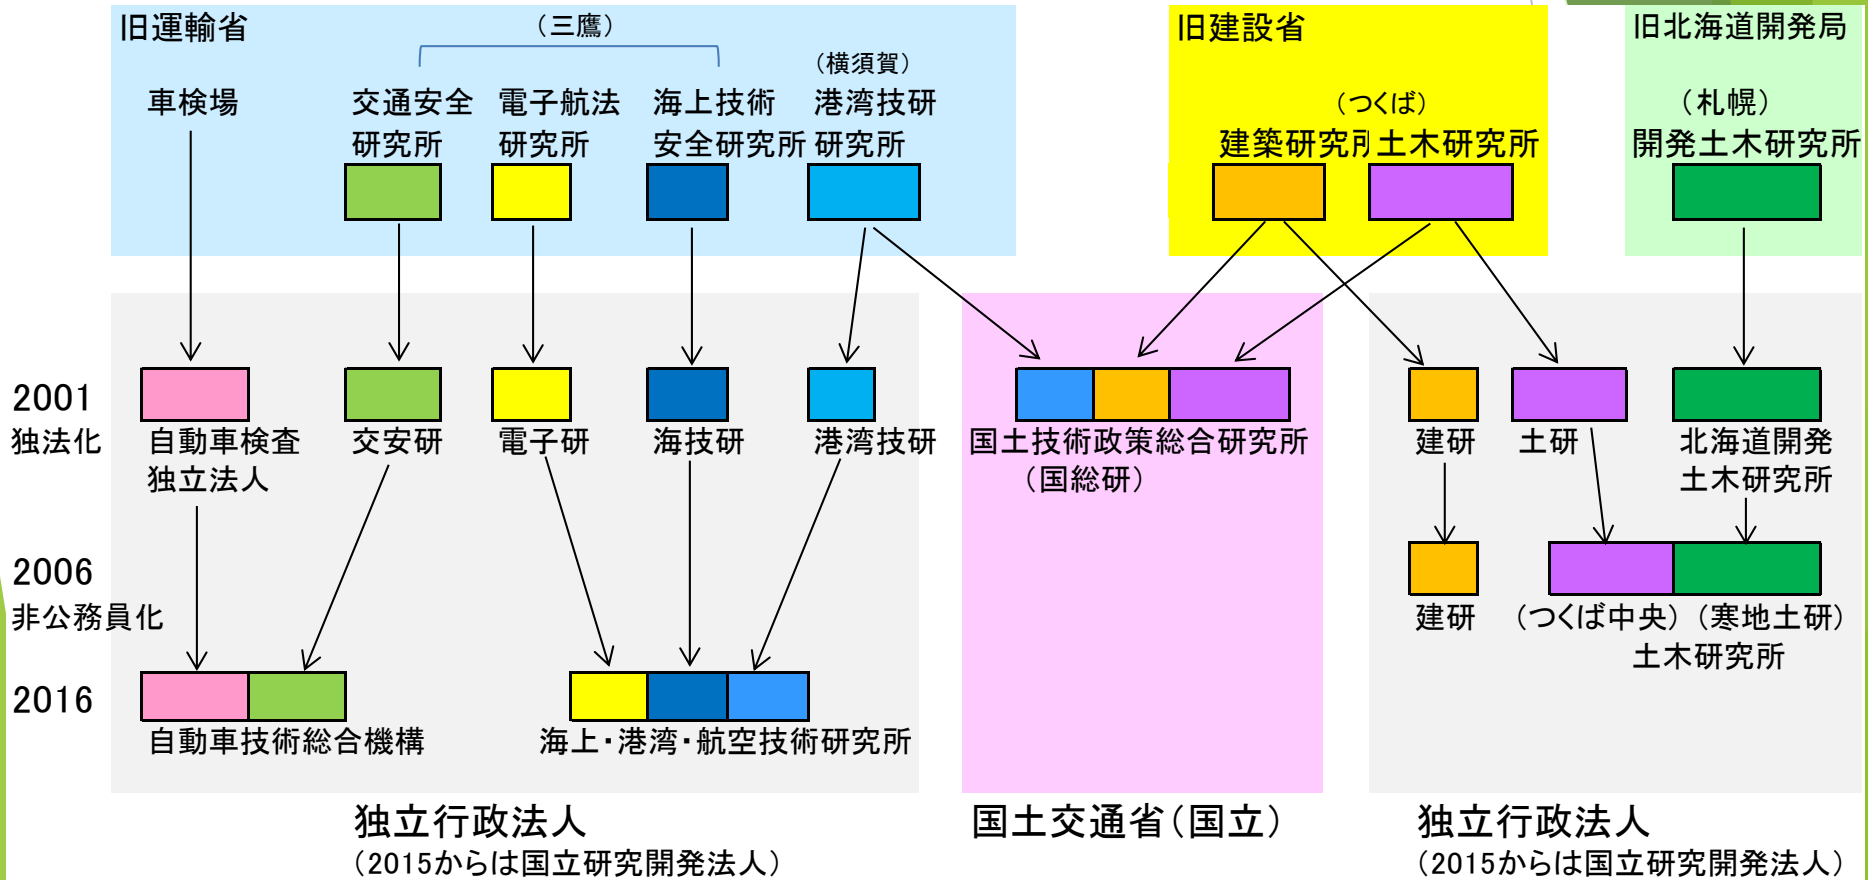 旧運輸省
（三鷹）
旧建設省
旧北海道開発局
（横須賀）
車検場
交通安全
研究所
電子航法
研究所
海上技術
安全研究所
港湾技研
研究所
（つくば）
建築研究所
土木研究所
（札幌）
開発土木研究所
2001
独法化
自動車検査
独立法人
交安研
電子研
海技研
港湾技研
国土技術政策総合研究所
（国総研）
建研
土研
北海道開発
土木研究所
2006
非公務員化
建研
（つくば中央）（寒地土研）
土木研究所
2016
自動車技術総合機構
海上・港湾・航空技術研究所
独立行政法人
（2015からは国立研究開発法人）
国土交通省（国立）
独立行政法人
（2015からは国立研究開発法人）